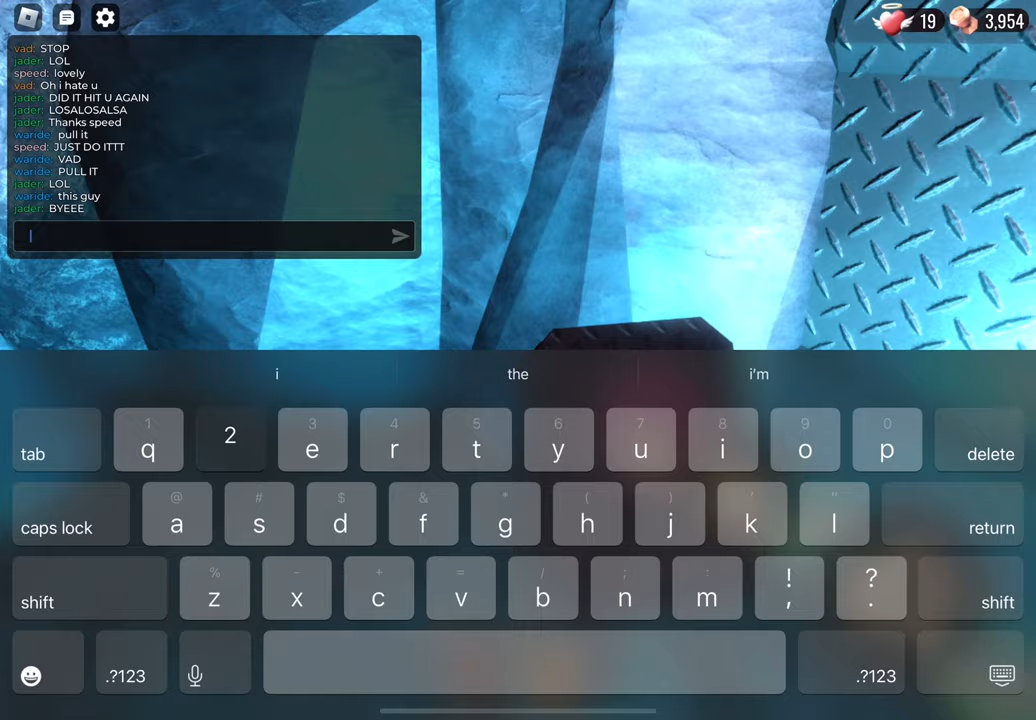 19
3,954
vad: STOP
jader: LOL
speed: lovely
vad: Oh i hate u
jader: DID IT HIT U AGAIN
jader: LOSALOSALSA
jader: Thanks speed
waride: pull it
speed: JUST DO ITTT
waride: VAD
waride: PULL IT
jader: LOL
waride: this guy
jader: BYEEE
i the i'm
1 3 4 5 6 7 8 9 0
tab q 2 e r t y u i o p delete
@ # $ & * ( ) ' "
caps lock a s d f g h j k l return
% - + = / ; : ! ?
shift z x c v b n m , . shift
.?123 .?123